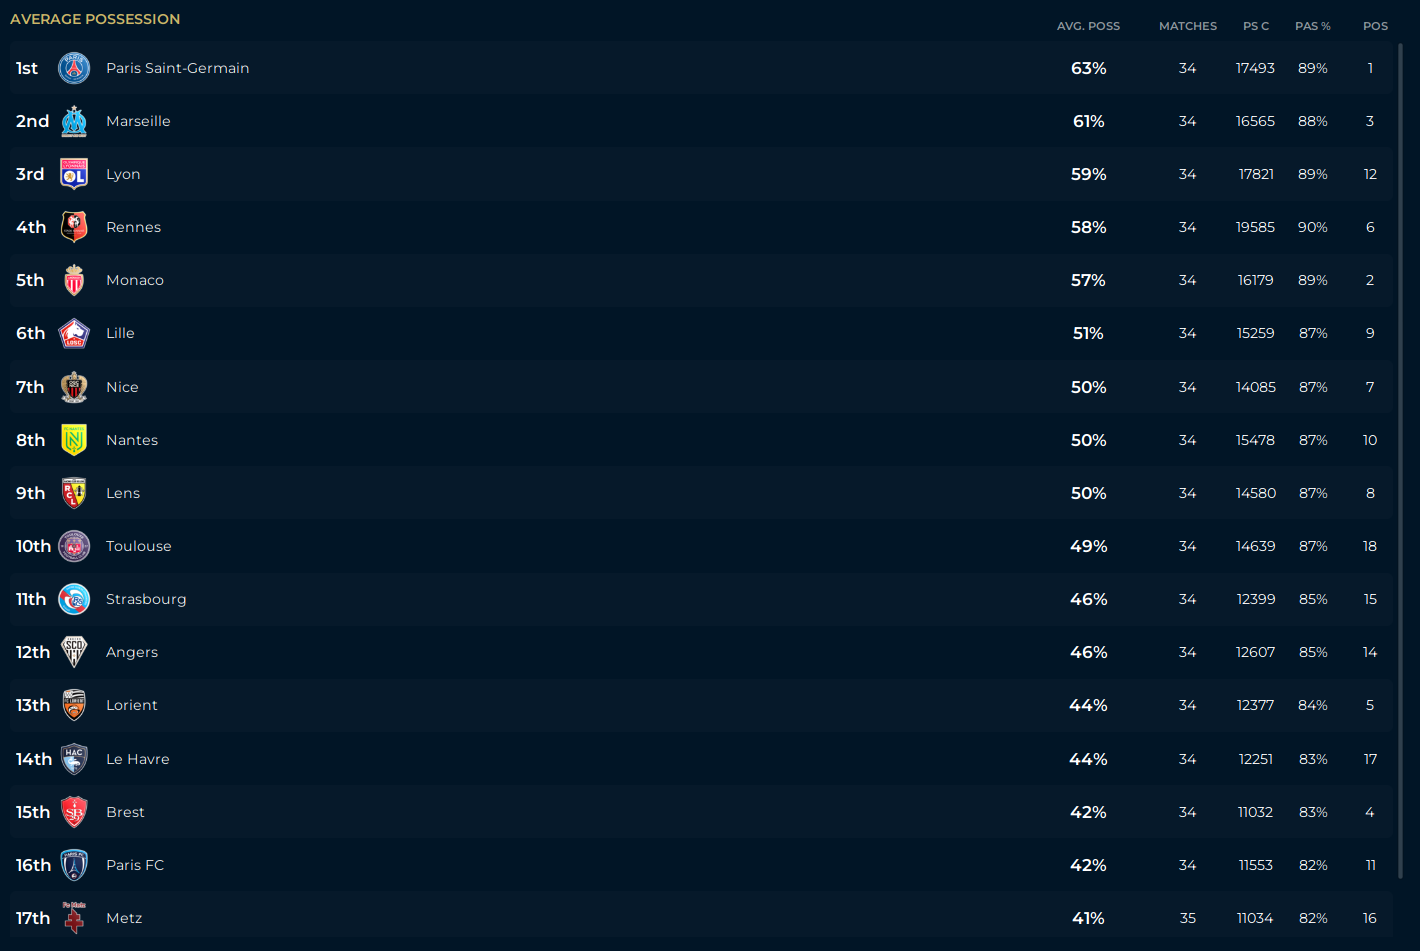 AVERAGE POSSESSION
AVG. POSS MATCHES PS C PAS % POS
1st Paris Saint-Germain 63% 34 17493 89% 1
2nd Marseille 61% 34 16565 88% 3
3rd Lyon 59% 34 17821 89% 12
4th Rennes 58% 34 19585 90% 6
5th Monaco 57% 34 16179 89% 2
6th Lille 51% 34 15259 87% 9
7th Nice 50% 34 14085 87% 7
8th Nantes 50% 34 15478 87% 10
9th Lens 50% 34 14580 87% 8
10th Toulouse 49% 34 14639 87% 18
11th Strasbourg 46% 34 12399 85% 15
12th Angers 46% 34 12607 85% 14
13th Lorient 44% 34 12377 84% 5
14th Le Havre 44% 34 12251 83% 17
15th Brest 42% 34 11032 83% 4
16th Paris FC 42% 34 11553 82% 11
17th Metz 41% 35 11034 82% 16